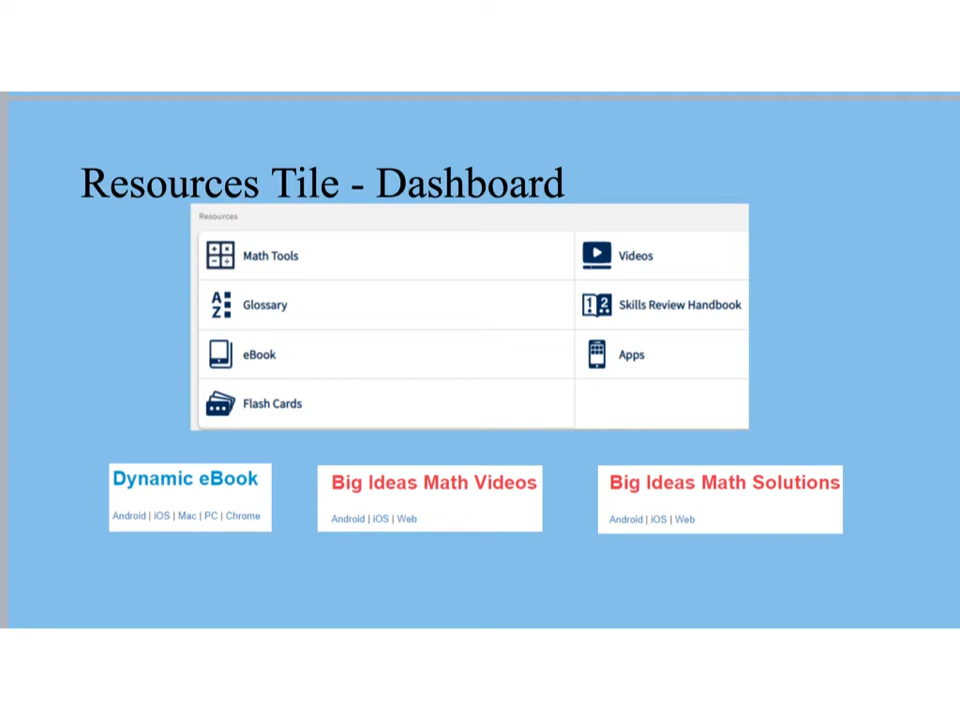 Resources Tile - Dashboard
Resources
Math Tools
Videos
Glossary
Skills Review Handbook
eBook
Apps
Flash Cards
Dynamic eBook
Android | iOS | Mac | PC | Chrome
Big Ideas Math Videos
Android | iOS | Web
Big Ideas Math Solutions
Android | iOS | Web